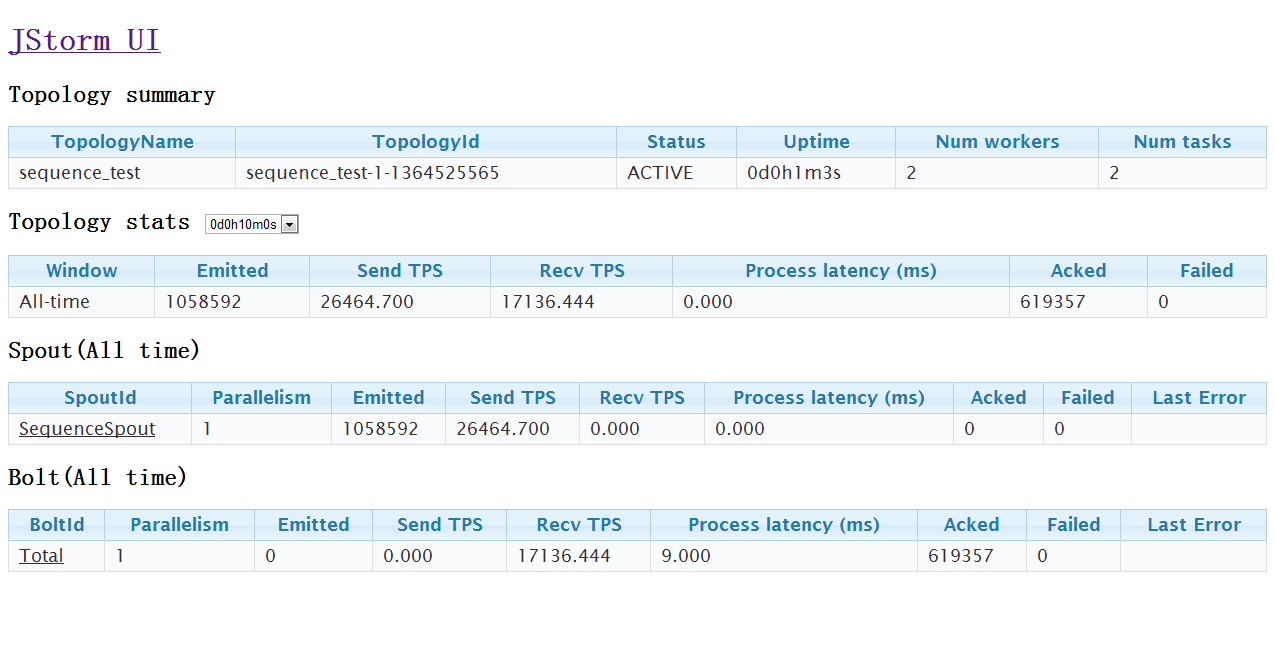 JStorm UI
Topology summary
TopologyName TopologyId Status Uptime Num workers Num tasks
sequence_test sequence_test-1-1364525565 ACTIVE 0d0h1m3s 2 2
Topology stats 0d0h10m0s
Window Emitted Send TPS Recv TPS Process latency (ms) Acked Failed
All-time 1058592 26464.700 17136.444 0.000 619357 0
Spout(All time)
SpoutId Parallelism Emitted Send TPS Recv TPS Process latency (ms) Acked Failed Last Error
SequenceSpout 1 1058592 26464.700 0.000 0.000 0 0
Bolt(All time)
BoltId Parallelism Emitted Send TPS Recv TPS Process latency (ms) Acked Failed Last Error
Total 1 0 0.000 17136.444 9.000 619357 0